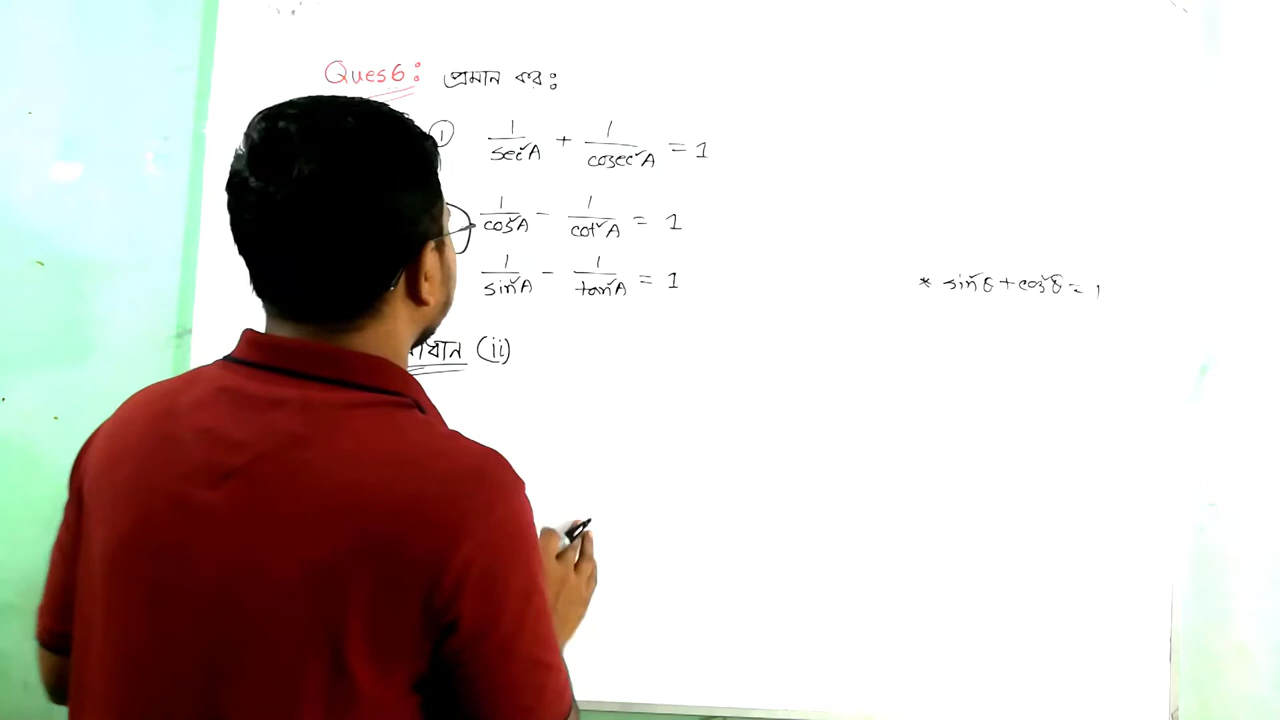 Ques6: প্রমান কর:
① 1/sec²A + 1/cosec²A = 1
1/cos²A - 1/cot²A = 1
1/sin²A - 1/tan²A = 1
* sin²θ + cos²θ = 1
(ii)